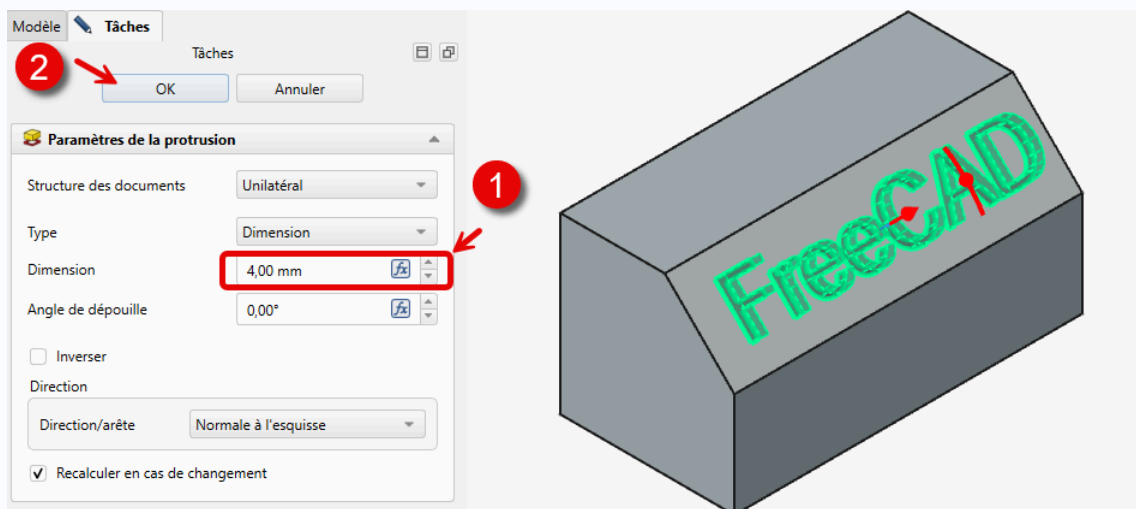 Modèle Tâches
Tâches
2
OK Annuler
Paramètres de la protrusion
Structure des documents Unilatéral
1
Type Dimension
Dimension 4,00 mm fx
Angle de dépouille 0,00° fx
Inverser
Direction
Direction/arête Normale à l'esquisse
Recalculer en cas de changement
FreeCAD